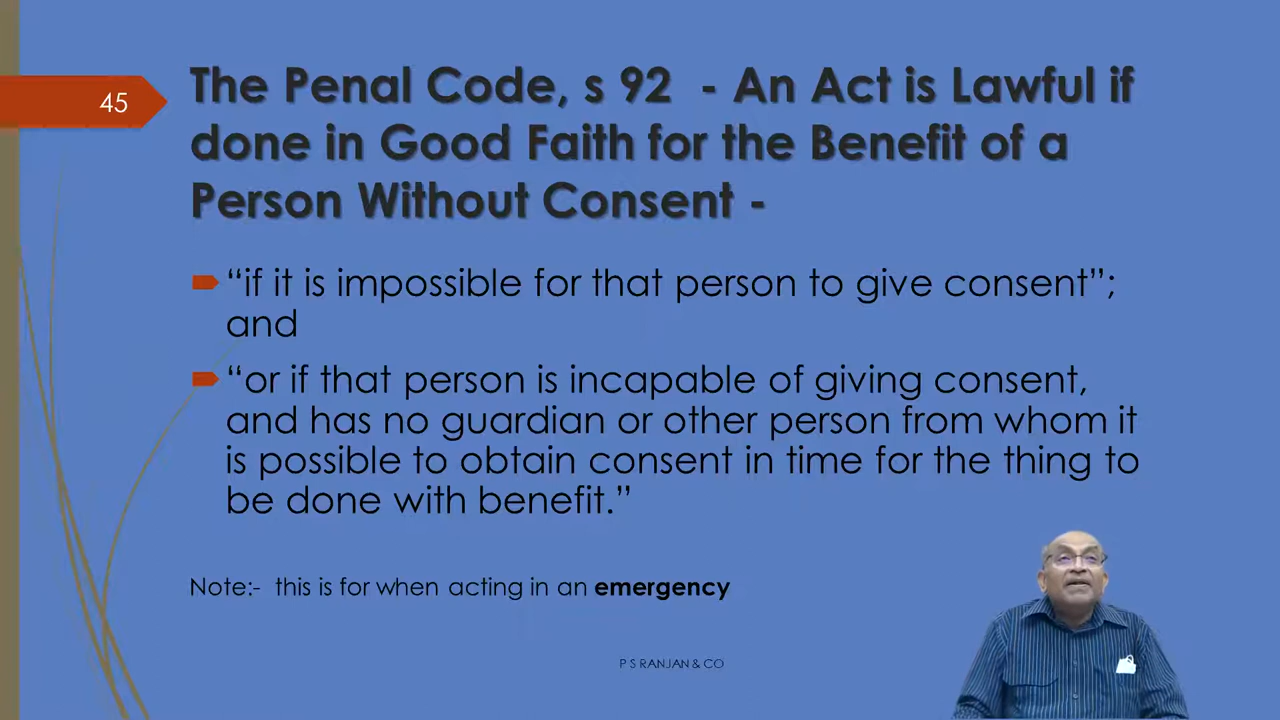 45
The Penal Code, s 92 - An Act is Lawful if
done in Good Faith for the Benefit of a
Person Without Consent -
“if it is impossible for that person to give consent”;
and
“or if that person is incapable of giving consent,
and has no guardian or other person from whom it
is possible to obtain consent in time for the thing to
be done with benefit.”
Note:- this is for when acting in an emergency
P S RANJAN & CO